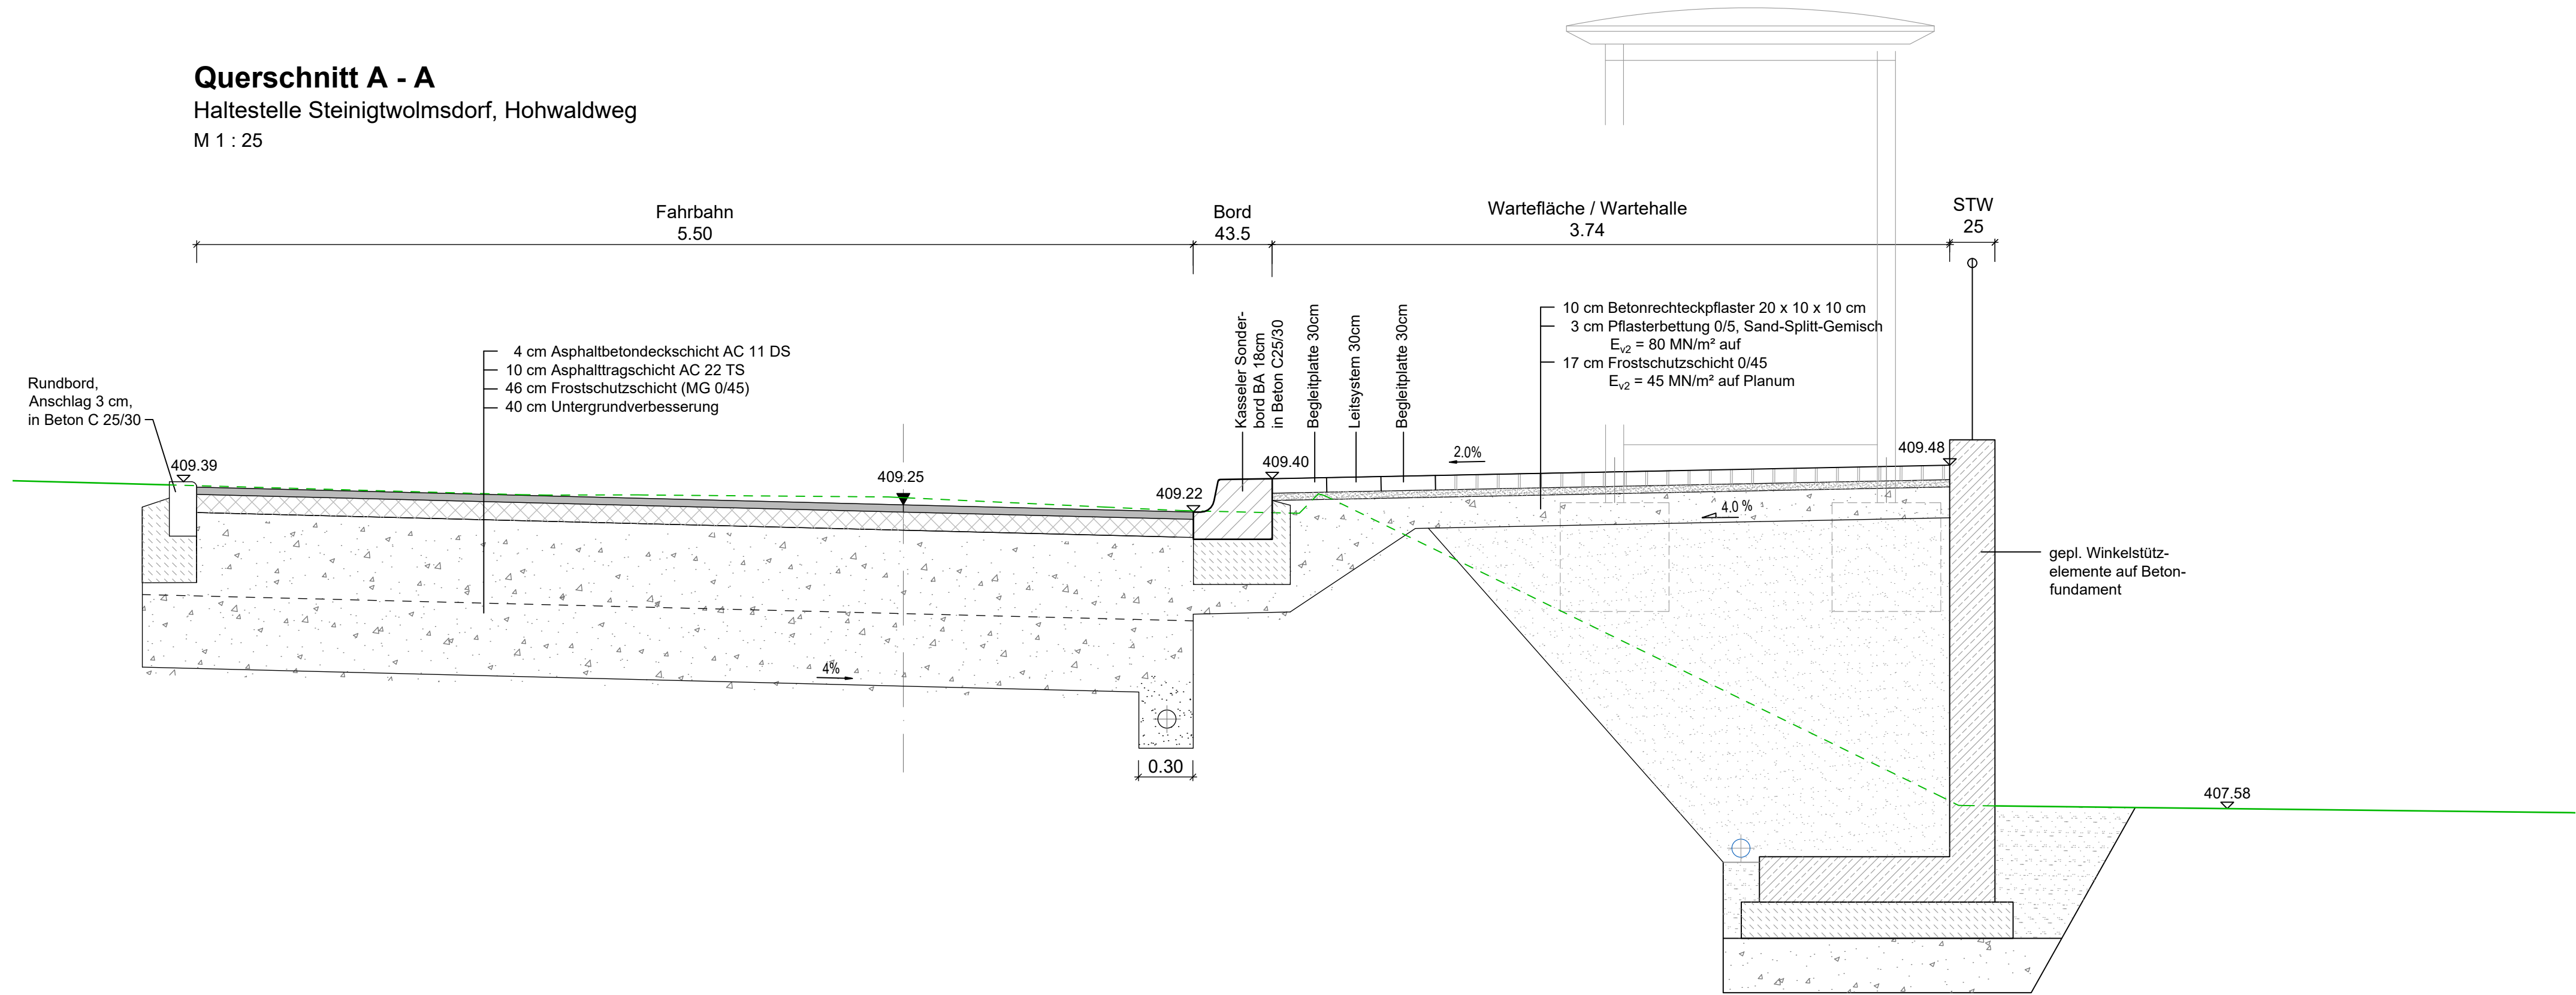 Querschnitt A - A
Haltestelle Steinigtwolmsdorf, Hohwaldweg
M 1 : 25
Fahrbahn
5.50
Bord
43.5
Wartefläche / Wartehalle
3.74
STW
25
Rundbord,
Anschlag 3 cm,
in Beton C 25/30
4 cm Asphaltbetondeckschicht AC 11 DS
10 cm Asphalttragschicht AC 22 TS
46 cm Frostschutzschicht (MG 0/45)
40 cm Untergrundverbesserung
Kasseler Sonder-
bord BA 18cm
in Beton C25/30
Begleitplatte 30cm
Leitsystem 30cm
Begleitplatte 30cm
10 cm Betonrechteckpflaster 20 x 10 x 10 cm
3 cm Pflasterbettung 0/5, Sand-Splitt-Gemisch
Ev2 = 80 MN/m² auf
17 cm Frostschutzschicht 0/45
Ev2 = 45 MN/m² auf Planum
409.39
409.25
409.22
409.40
2.0%
409.48
4.0 %
4%
0.30
gepl. Winkelstütz-
elemente auf Beton-
fundament
407.58